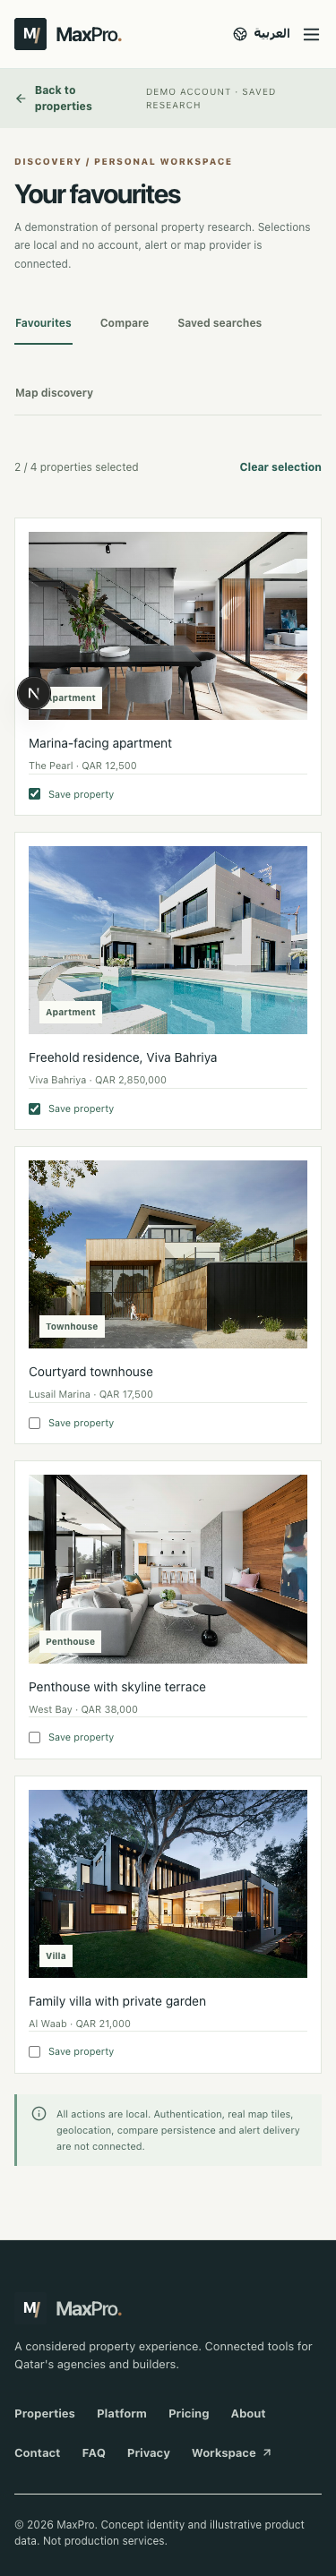 M/ MaxPro.
العربية
Back to
properties
DEMO ACCOUNT · SAVED
RESEARCH
DISCOVERY / PERSONAL WORKSPACE
Your favourites
A demonstration of personal property research. Selections
are local and no account, alert or map provider is
connected.
Favourites Compare Saved searches
Map discovery
2 / 4 properties selected Clear selection
N
Apartment
Marina-facing apartment
The Pearl · QAR 12,500
Save property
Apartment
Freehold residence, Viva Bahriya
Viva Bahriya · QAR 2,850,000
Save property
Townhouse
Courtyard townhouse
Lusail Marina · QAR 17,500
Save property
Penthouse
Penthouse with skyline terrace
West Bay · QAR 38,000
Save property
Villa
Family villa with private garden
Al Waab · QAR 21,000
Save property
All actions are local. Authentication, real map tiles,
geolocation, compare persistence and alert delivery
are not connected.
M/ MaxPro.
A considered property experience. Connected tools for
Qatar's agencies and builders.
Properties Platform Pricing About
Contact FAQ Privacy Workspace
© 2026 MaxPro. Concept identity and illustrative product
data. Not production services.